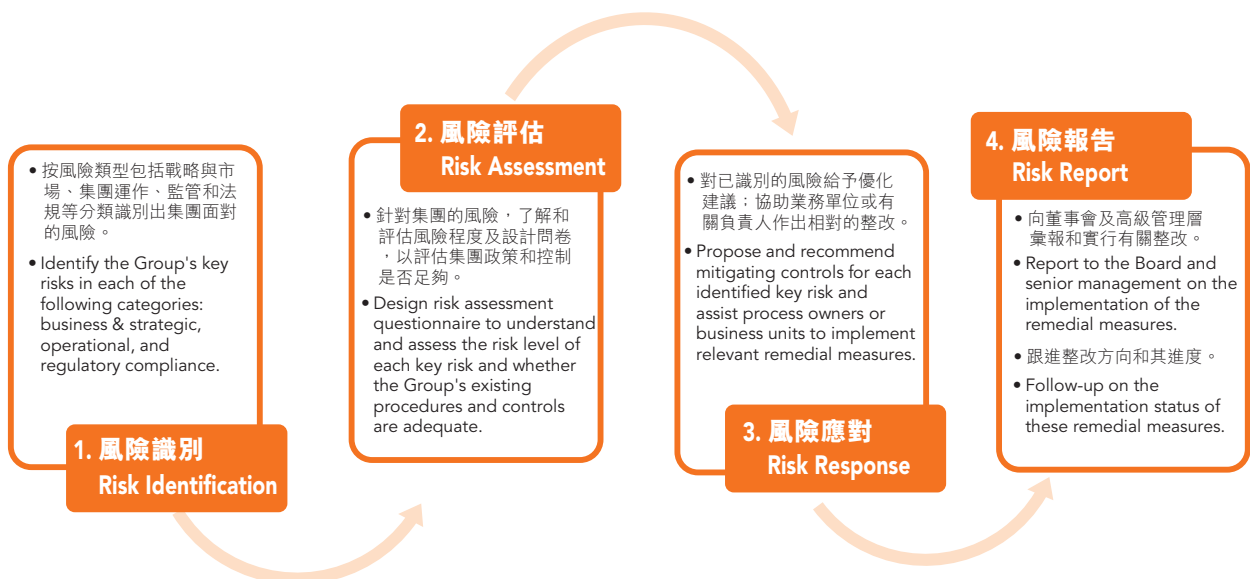 • 按風險類型包括戰略與市
場、集團運作、監管和法
規等分類識別出集團面對
的風險。
• Identify the Group's key
risks in each of the
following categories:
business & strategic,
operational, and
regulatory compliance.
1. 風險識別
Risk Identification
2. 風險評估
Risk Assessment
• 針對集團的風險，了解和
評估風險程度及設計問卷
，以評估集團政策和控制
是否足夠。
• Design risk assessment
questionnaire to understand
and assess the risk level of
each key risk and whether
the Group's existing
procedures and controls
are adequate.
• 對已識別的風險給予優化
建議；協助業務單位或有
關負責人作出相對的整改。
• Propose and recommend
mitigating controls for each
identified key risk and
assist process owners or
business units to implement
relevant remedial measures.
3. 風險應對
Risk Response
4. 風險報告
Risk Report
• 向董事會及高級管理層
彙報和實行有關整改。
• Report to the Board and
senior management on the
implementation of the
remedial measures.
• 跟進整改方向和其進度。
• Follow-up on the
implementation status of
these remedial measures.